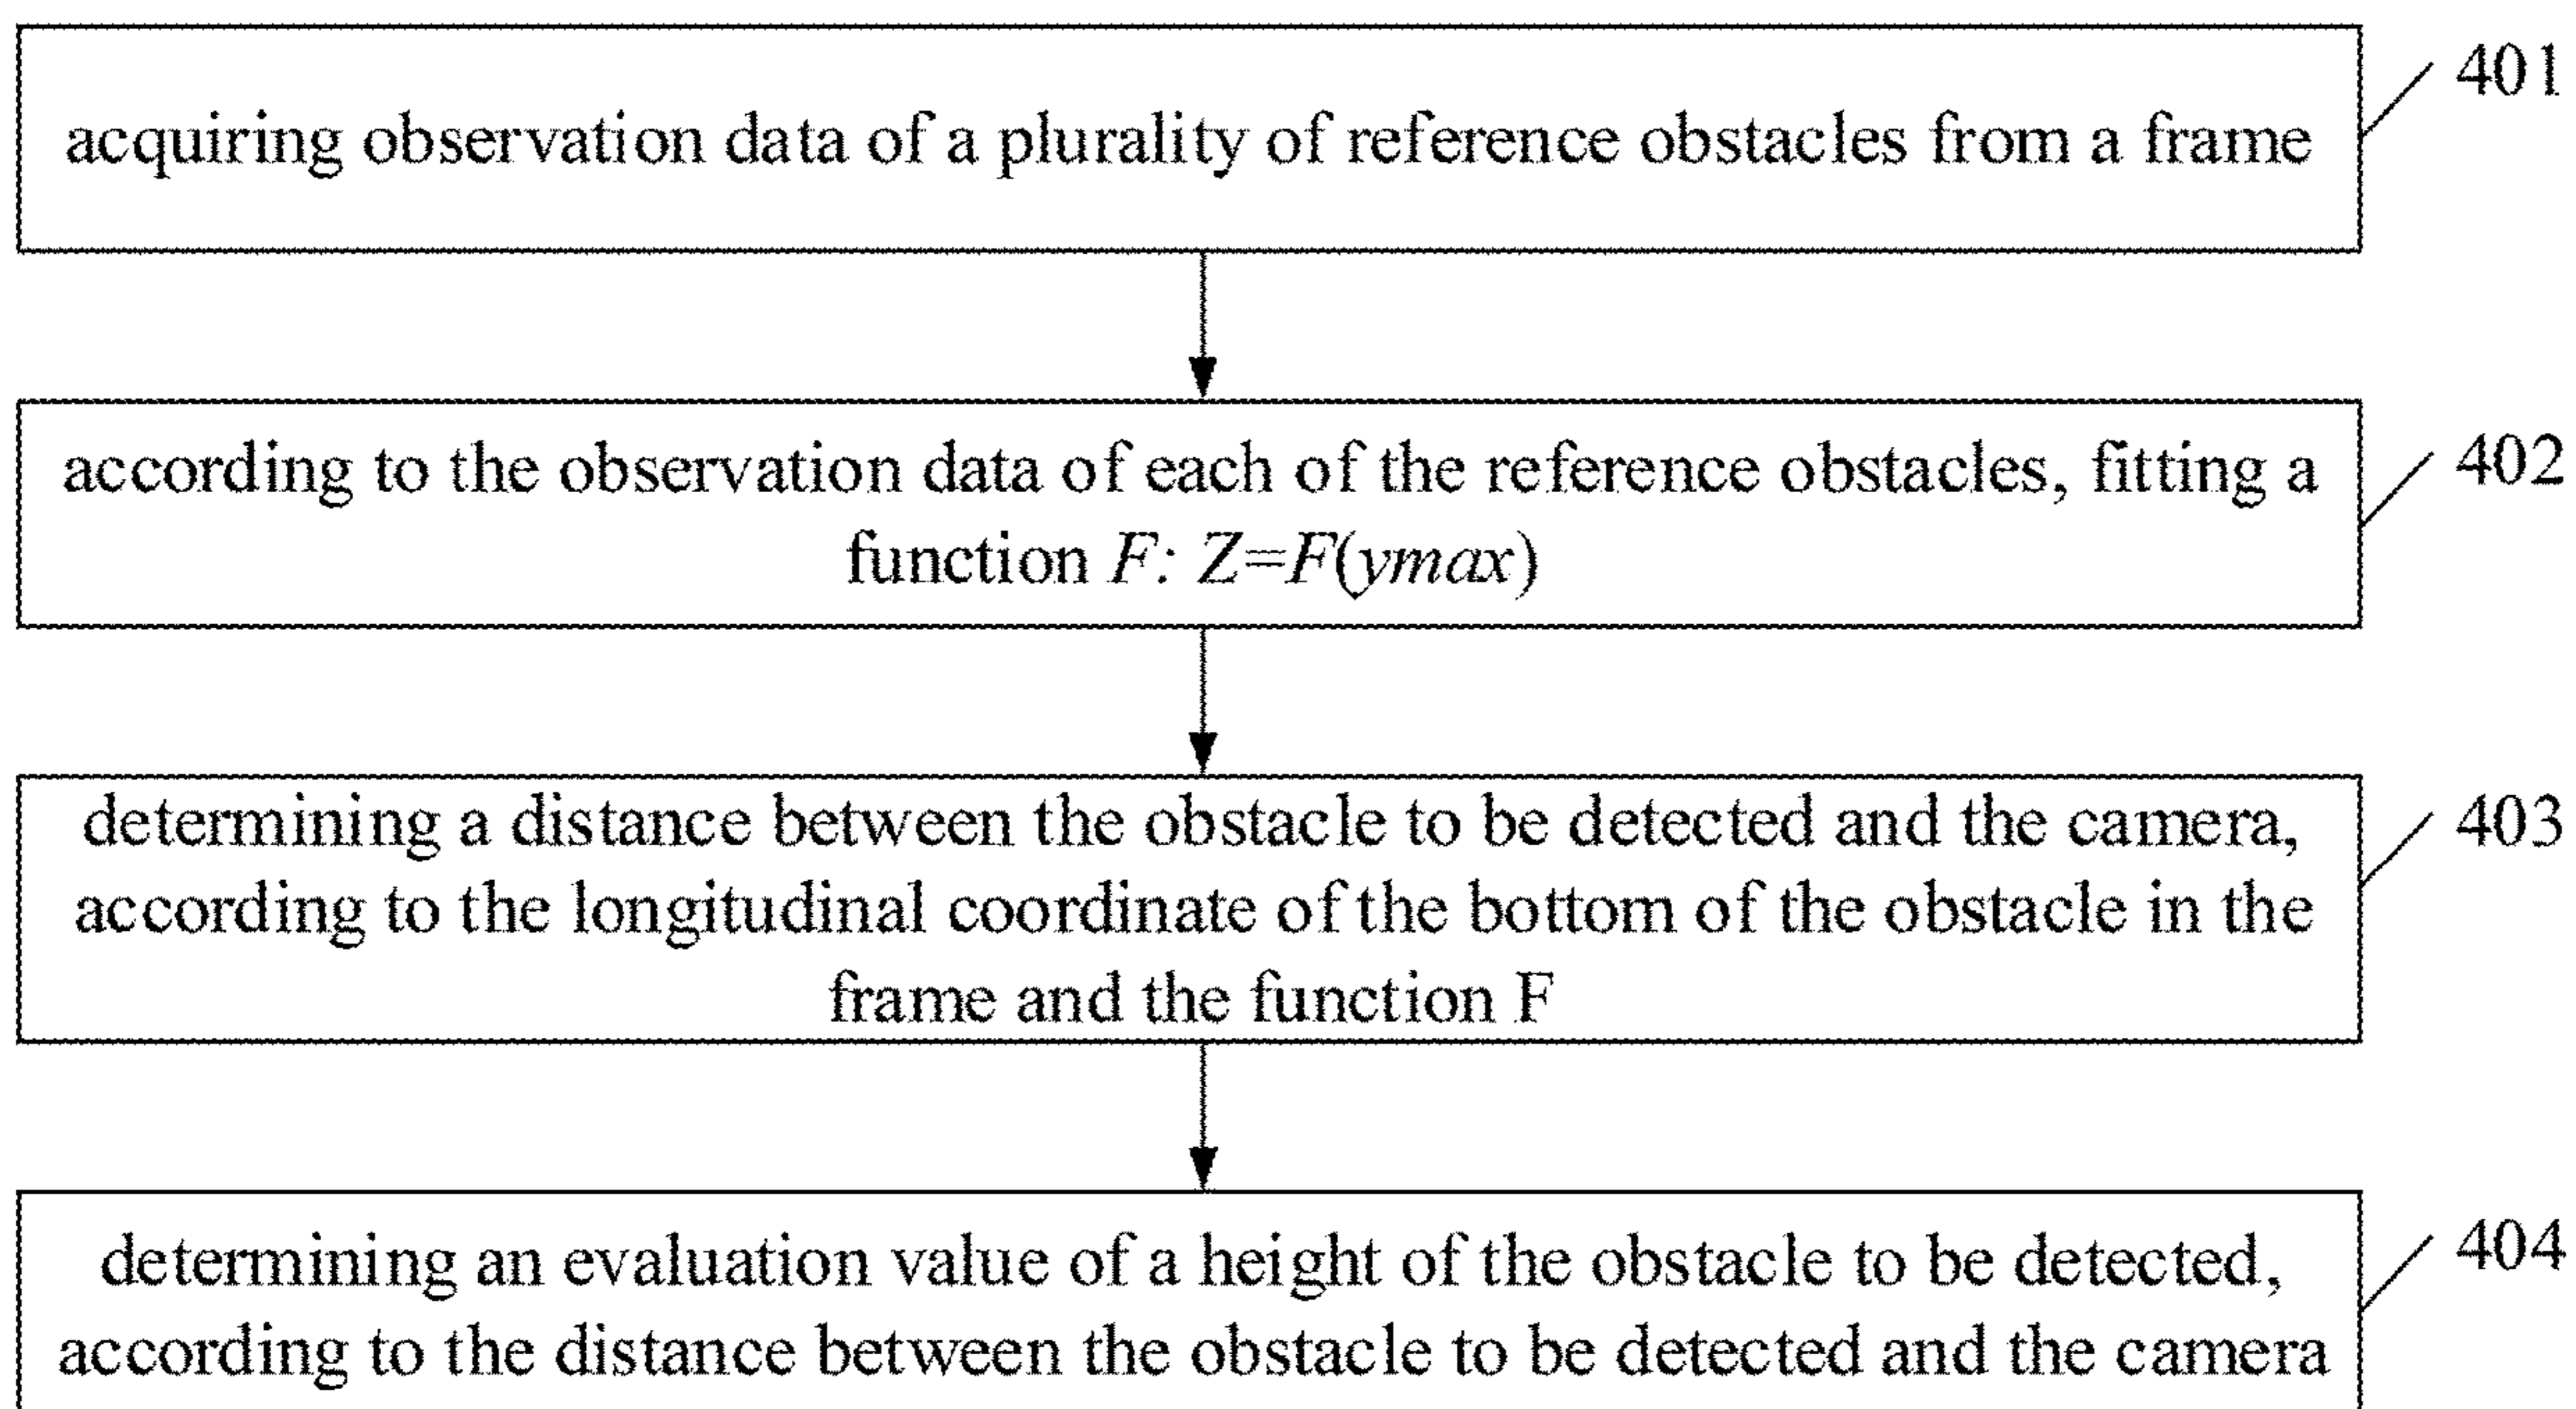 401
acquiring observation data of a plurality of reference obstacles from a frame
402
according to the observation data of each of the reference obstacles, fitting a
function F: Z=F(ymax)
403
determining a distance between the obstacle to be detected and the camera,
according to the longitudinal coordinate of the bottom of the obstacle in the
frame and the function F
404
determining an evaluation value of a height of the obstacle to be detected,
according to the distance between the obstacle to be detected and the camera